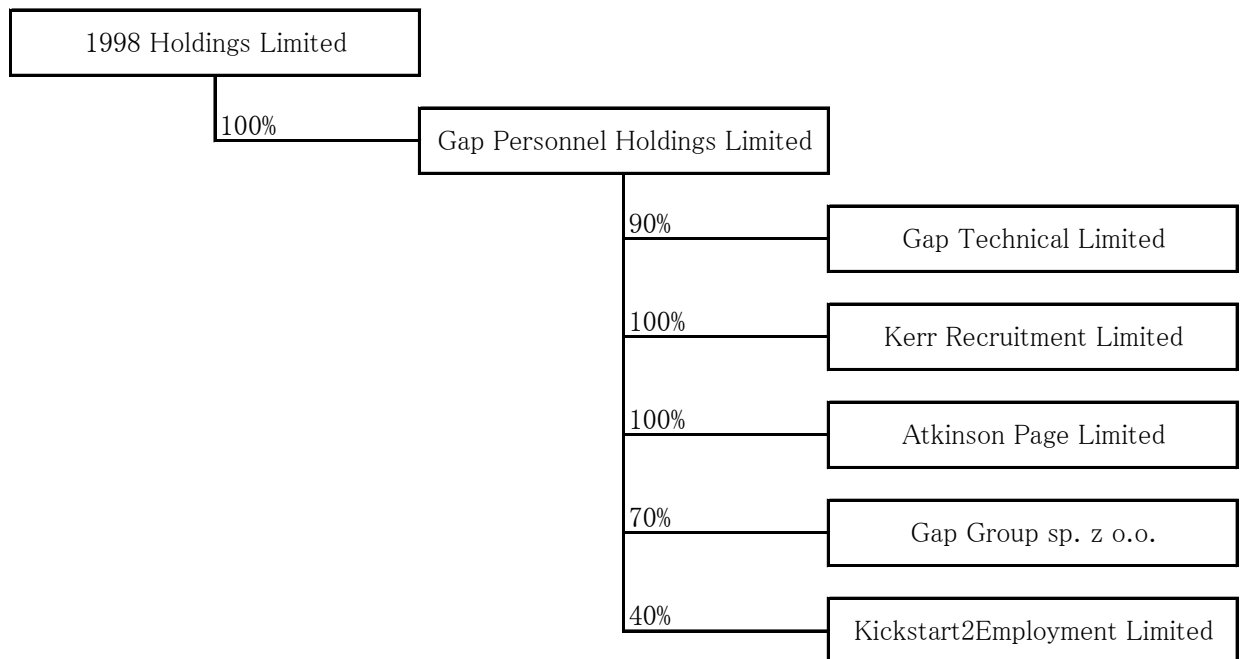 1998 Holdings Limited
100%
Gap Personnel Holdings Limited
90%
Gap Technical Limited
100%
Kerr Recruitment Limited
100%
Atkinson Page Limited
70%
Gap Group sp. z o.o.
40%
Kickstart2Employment Limited